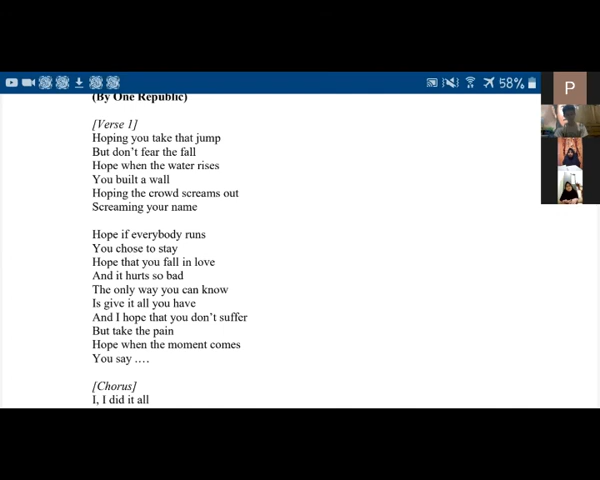 58%
P
(By One Republic)
[Verse 1]
Hoping you take that jump
But don't fear the fall
Hope when the water rises
You built a wall
Hoping the crowd screams out
Screaming your name
Hope if everybody runs
You chose to stay
Hope that you fall in love
And it hurts so bad
The only way you can know
Is give it all you have
And I hope that you don't suffer
But take the pain
Hope when the moment comes
You say ….
[Chorus]
I, I did it all